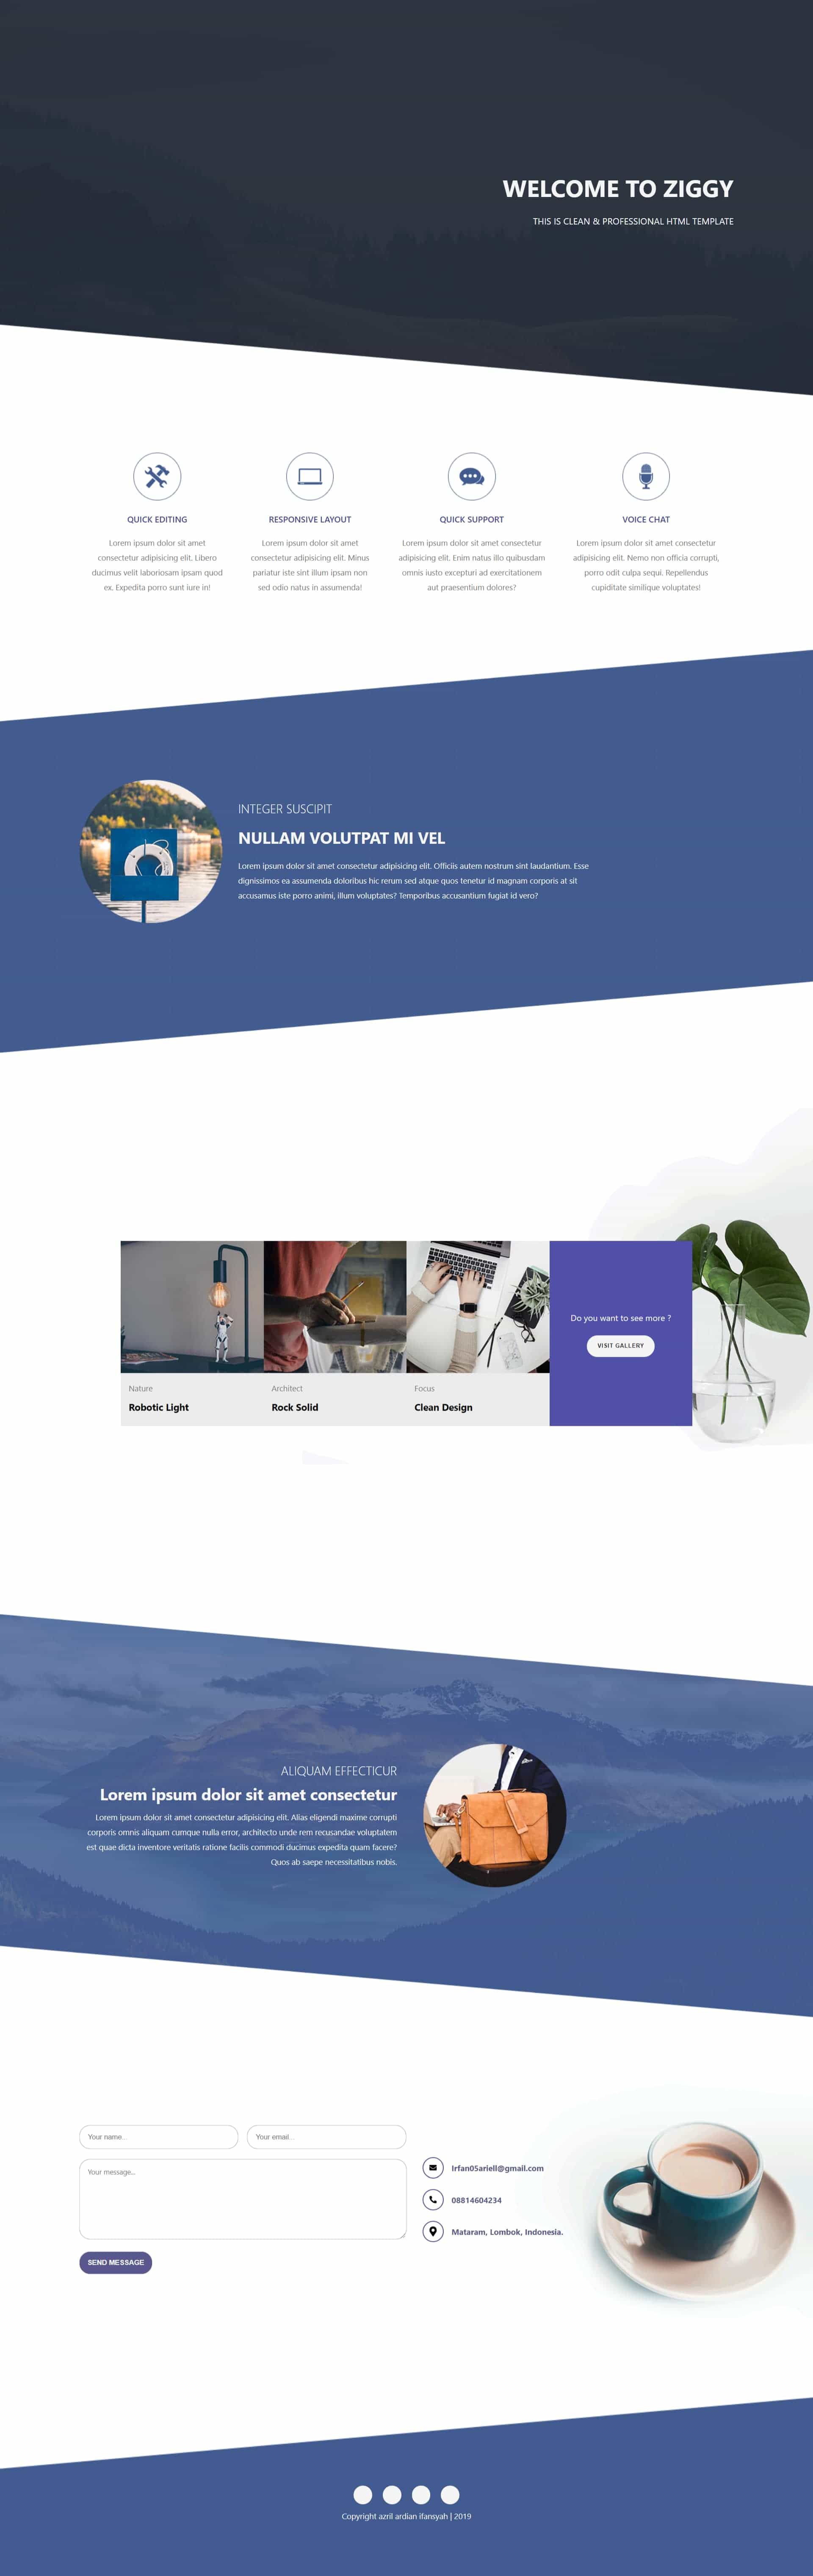 WELCOME TO ZIGGY
THIS IS CLEAN & PROFESSIONAL HTML TEMPLATE
QUICK EDITING
Lorem ipsum dolor sit amet
consectetur adipisicing elit. Libero
ducimus velit laboriosam ipsam quod
ex. Expedita porro sunt iure in!
RESPONSIVE LAYOUT
Lorem ipsum dolor sit amet
consectetur adipisicing elit. Minus
pariatur iste sint illum ipsam non
sed odio natus in assumenda!
QUICK SUPPORT
Lorem ipsum dolor sit amet consectetur
adipisicing elit. Enim natus illo quibusdam
omnis iusto excepturi ad exercitationem
aut praesentium dolores?
VOICE CHAT
Lorem ipsum dolor sit amet consectetur
adipisicing elit. Nemo non officia corrupti,
porro odit culpa sequi. Repellendus
cupiditate similique voluptates!
INTEGER SUSCIPIT
NULLAM VOLUTPAT MI VEL
Lorem ipsum dolor sit amet consectetur adipisicing elit. Officiis autem nostrum sint laudantium. Esse
dignissimos ea assumenda doloribus hic rerum sed atque quos tenetur id magnam corporis at sit
accusamus iste porro animi, illum voluptates? Temporibus accusantium fugiat id vero?
Nature
Robotic Light
Architect
Rock Solid
Focus
Clean Design
Do you want to see more ?
VISIT GALLERY
ALIQUAM EFFECTICUR
Lorem ipsum dolor sit amet consectetur
Lorem ipsum dolor sit amet consectetur adipisicing elit. Alias eligendi maxime corrupti
corporis omnis aliquam cumque nulla error, architecto unde rem recusandae voluptatem
est quae dicta inventore veritatis ratione facilis commodi ducimus expedita quam facere?
Quos ab saepe necessitatibus nobis.
Your name...
Your email...
Your message...
SEND MESSAGE
Irfan05ariell@gmail.com
08814604234
Mataram, Lombok, Indonesia.
Copyright azril ardian ifansyah | 2019